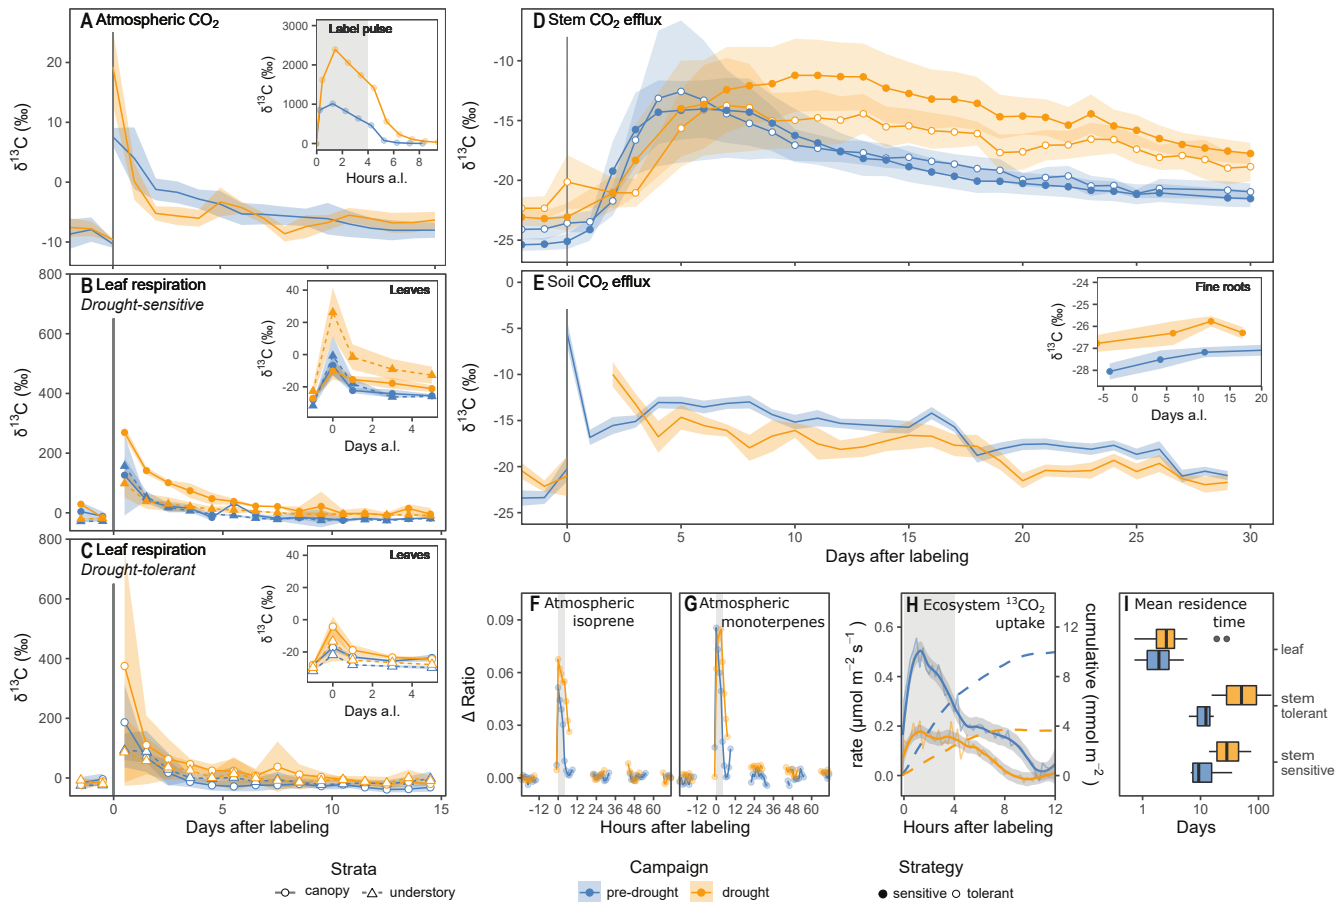 A Atmospheric CO2
δ13C (‰)
20
10
0
-10
Label pulse
δ13C (‰)
3000
2000
1000
0
0 2 4 6 8
Hours a.l.
B Leaf respiration
Drought-sensitive
δ13C (‰)
800
600
400
200
0
Leaves
δ13C (‰)
40
20
0
-20
0 2 4
Days a.l.
C Leaf respiration
Drought-tolerant
δ13C (‰)
800
600
400
200
0
Leaves
δ13C (‰)
40
20
0
-20
0 2 4
Days a.l.
0 5 10 15
Days after labeling
D Stem CO2 efflux
δ13C (‰)
-10
-15
-20
-25
E Soil CO2 efflux
δ13C (‰)
0
-5
-10
-15
-20
-25
Fine roots
δ13C (‰)
-24
-25
-26
-27
-28
-5 0 5 10 15 20
Days a.l.
0 5 10 15 20 25 30
Days after labeling
F Atmospheric
isoprene
G Atmospheric
monoterpenes
Δ Ratio
0.09
0.06
0.03
0.00
-12 0 12 24 36 48 60
-12 0 12 24 36 48 60
Hours after labeling
H Ecosystem 13CO2
uptake
rate (μmol m−2 s−1)
0.6
0.4
0.2
0.0
cumulative (mmol m−2)
12
8
4
0
0 4 8 12
Hours after labeling
I Mean residence
time
leaf
stem
tolerant
stem
sensitive
1 10 100
Days
Strata
canopy understory
Campaign
pre-drought drought
Strategy
sensitive tolerant